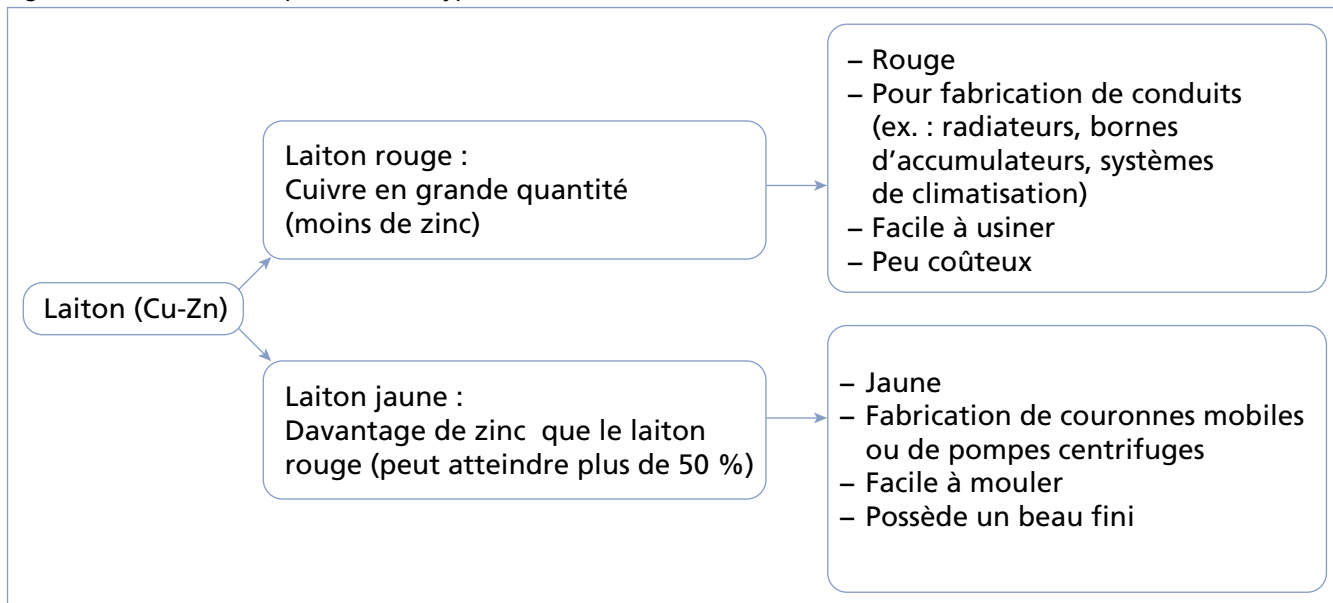 Laiton (Cu-Zn)
Laiton rouge :
Cuivre en grande quantité
(moins de zinc)
– Rouge
– Pour fabrication de conduits
(ex. : radiateurs, bornes
d’accumulateurs, systèmes
de climatisation)
– Facile à usiner
– Peu coûteux
Laiton jaune :
Davantage de zinc que le laiton
rouge (peut atteindre plus de 50 %)
– Jaune
– Fabrication de couronnes mobiles
ou de pompes centrifuges
– Facile à mouler
– Possède un beau fini